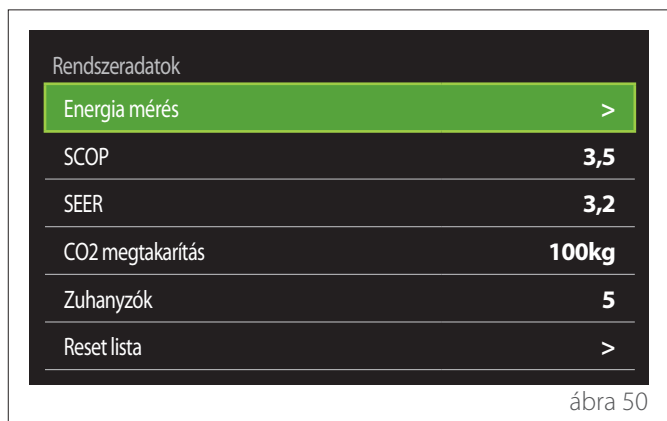 Rendszeradatok
Energia mérés >
SCOP 3,5
SEER 3,2
CO2 megtakarítás 100kg
Zuhanyzók 5
Reset lista >
ábra 50